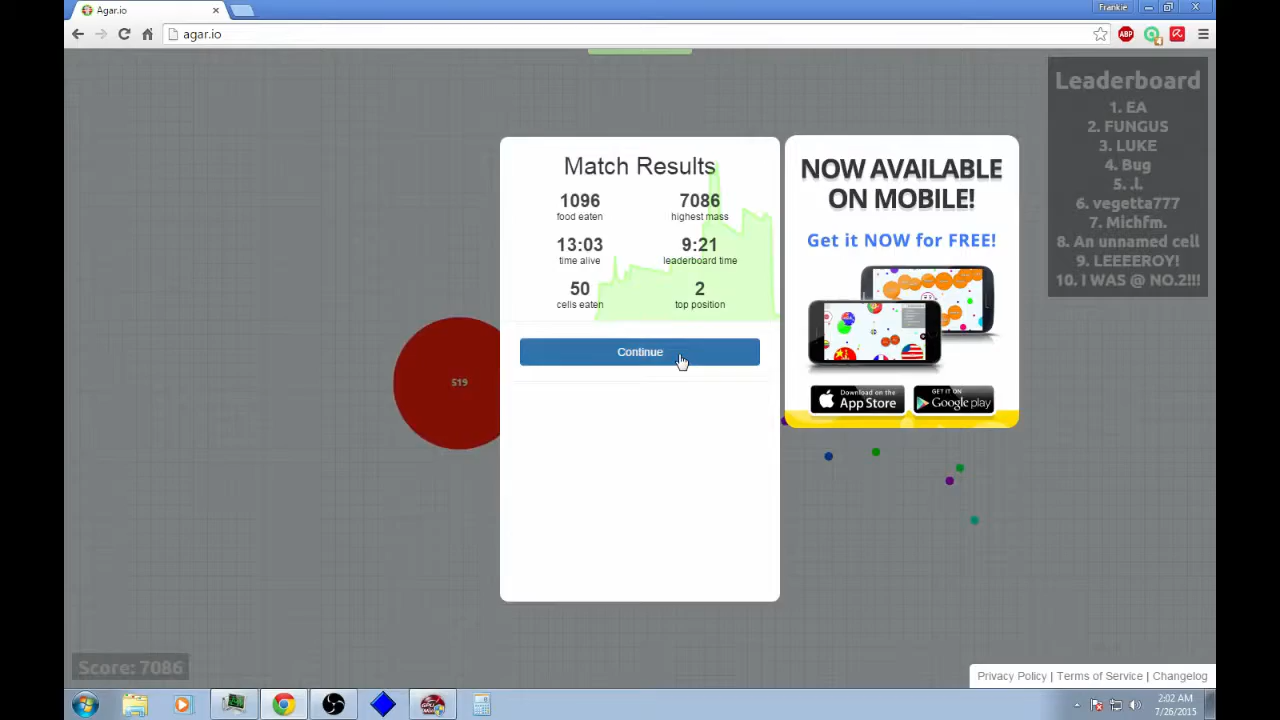 Agar.io
Frankie
agar.io
ABP
Leaderboard
1. EA
2. FUNGUS
3. LUKE
4. Bug
5. .l.
6. vegetta777
7. Michfm.
8. An unnamed cell
9. LEEEEROY!
10. I WAS @ NO.2!!!
Match Results
1096 7086
food eaten highest mass
13:03 9:21
time alive leaderboard time
50 2
cells eaten top position
Continue
NOW AVAILABLE
ON MOBILE!
Get it NOW for FREE!
Download on the GET IT ON
App Store Google play
519
Score: 7086
Privacy Policy | Terms of Service | Changelog
2:02 AM
7/26/2015